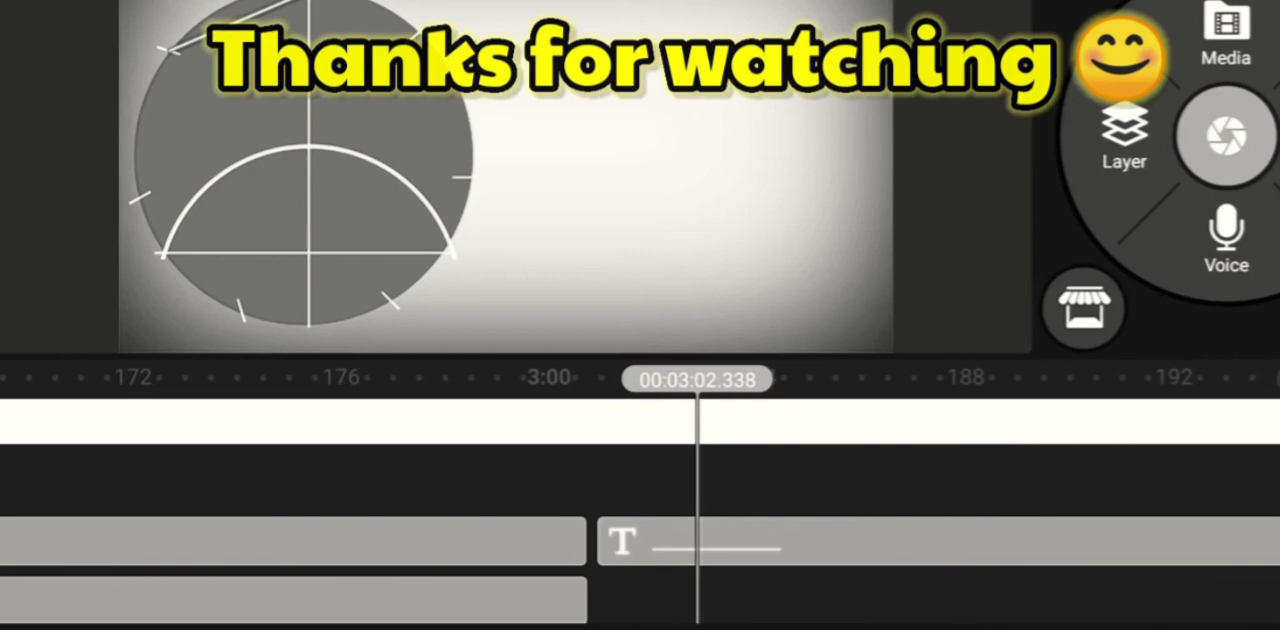 Thanks for watching 😊
Media
Layer
Voice
172 176 3:00 00:03:02.338 188 192
T